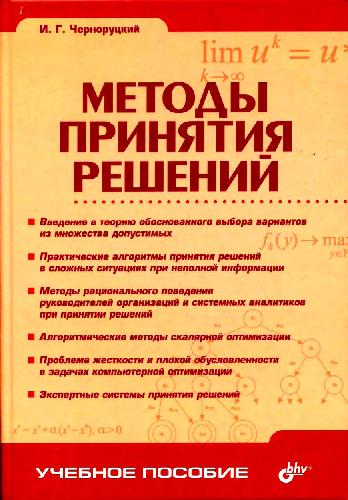 И. Г. Черноруцкий
lim uᵏ = u*
k→∞
МЕТОДЫ
ПРИНЯТИЯ
РЕШЕНИЙ
Введение в теорию обоснованного выбора вариантов
из множества допустимых
fₖ(y) → max
y∈Y
Практические алгоритмы принятия решений
в сложных ситуациях при неполной информации
Методы рационального поведения
руководителей организаций и системных аналитиков
при принятии решений
Алгоритмические методы скалярной оптимизации
Проблема жесткости и плохой обусловленности
в задачах компьютерной оптимизации
Экспертные системы принятия решений
УЧЕБНОЕ ПОСОБИЕ
bhv